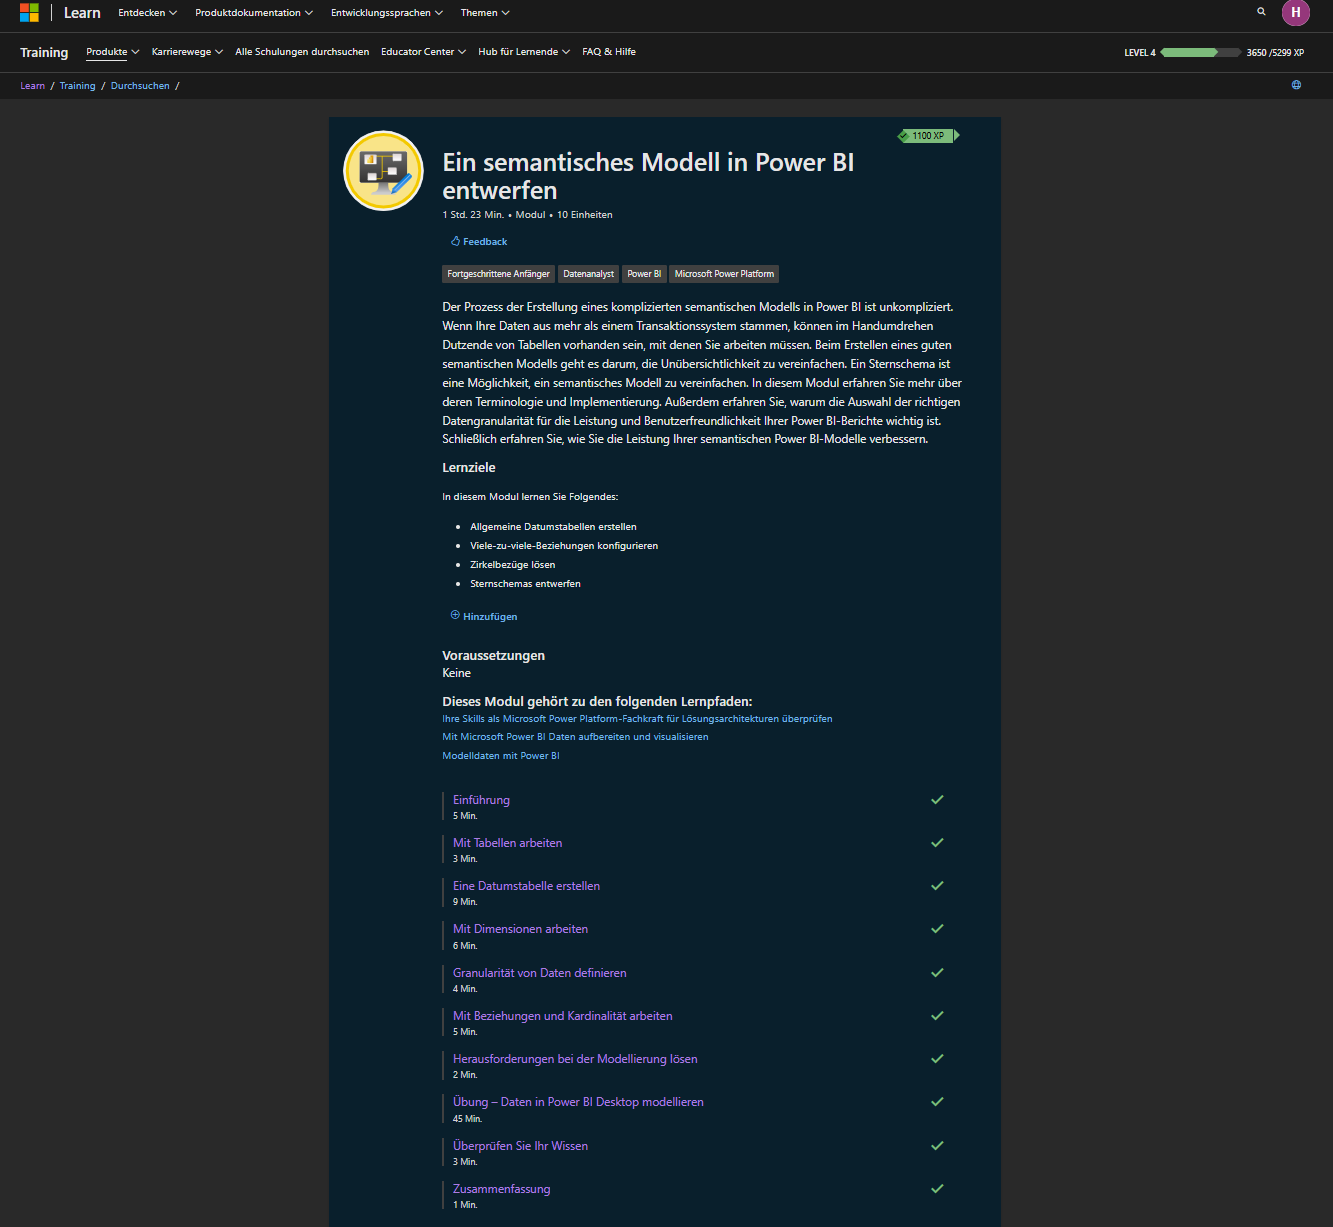 Learn
Entdecken
Produktdokumentation
Entwicklungssprachen
Themen
H
Training
Produkte
Karrierewege
Alle Schulungen durchsuchen
Educator Center
Hub für Lernende
FAQ & Hilfe
LEVEL 4
3650 /5299 XP
Learn / Training / Durchsuchen /
1100 XP
Ein semantisches Modell in Power BI
entwerfen
1 Std. 23 Min. • Modul • 10 Einheiten
Feedback
Fortgeschrittene Anfänger
Datenanalyst
Power BI
Microsoft Power Platform
Der Prozess der Erstellung eines komplizierten semantischen Modells in Power BI ist unkompliziert.
Wenn Ihre Daten aus mehr als einem Transaktionssystem stammen, können im Handumdrehen
Dutzende von Tabellen vorhanden sein, mit denen Sie arbeiten müssen. Beim Erstellen eines guten
semantischen Modells geht es darum, die Unübersichtlichkeit zu vereinfachen. Ein Sternschema ist
eine Möglichkeit, ein semantisches Modell zu vereinfachen. In diesem Modul erfahren Sie mehr über
deren Terminologie und Implementierung. Außerdem erfahren Sie, warum die Auswahl der richtigen
Datengranularität für die Leistung und Benutzerfreundlichkeit Ihrer Power BI-Berichte wichtig ist.
Schließlich erfahren Sie, wie Sie die Leistung Ihrer semantischen Power BI-Modelle verbessern.
Lernziele
In diesem Modul lernen Sie Folgendes:
• Allgemeine Datumstabellen erstellen
• Viele-zu-viele-Beziehungen konfigurieren
• Zirkelbezüge lösen
• Sternschemas entwerfen
Hinzufügen
Voraussetzungen
Keine
Dieses Modul gehört zu den folgenden Lernpfaden:
Ihre Skills als Microsoft Power Platform-Fachkraft für Lösungsarchitekturen überprüfen
Mit Microsoft Power BI Daten aufbereiten und visualisieren
Modelldaten mit Power BI
Einführung
5 Min.
Mit Tabellen arbeiten
3 Min.
Eine Datumstabelle erstellen
9 Min.
Mit Dimensionen arbeiten
6 Min.
Granularität von Daten definieren
4 Min.
Mit Beziehungen und Kardinalität arbeiten
5 Min.
Herausforderungen bei der Modellierung lösen
2 Min.
Übung – Daten in Power BI Desktop modellieren
45 Min.
Überprüfen Sie Ihr Wissen
3 Min.
Zusammenfassung
1 Min.